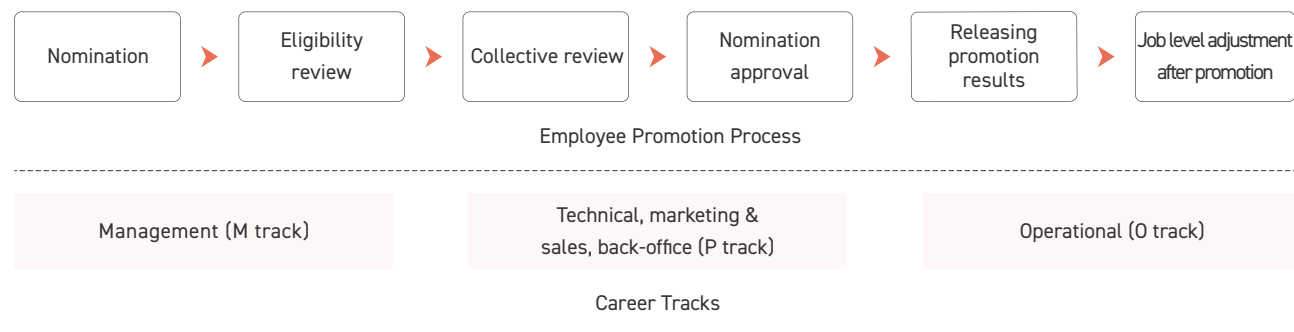 Nomination
Eligibility
review
Collective review
Nomination
approval
Releasing
promotion
results
Job level adjustment
after promotion
Employee Promotion Process
Management (M track)
Technical, marketing &
sales, back-office (P track)
Operational (O track)
Career Tracks